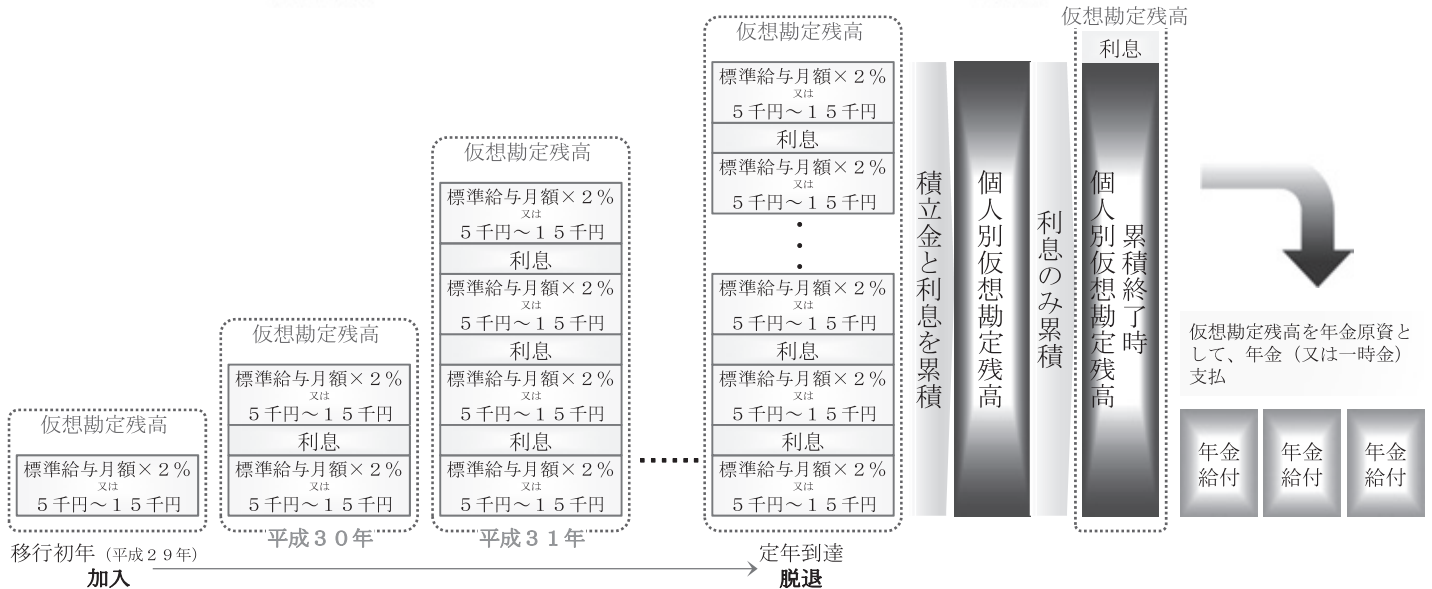 仮想勘定残高
標準給与月額×２％
又は
５千円～１５千円
移行初年（平成２９年）
加入
仮想勘定残高
標準給与月額×２％
又は
５千円～１５千円
利息
標準給与月額×２％
又は
５千円～１５千円
平成３０年
仮想勘定残高
標準給与月額×２％
又は
５千円～１５千円
利息
標準給与月額×２％
又は
５千円～１５千円
利息
標準給与月額×２％
又は
５千円～１５千円
利息
標準給与月額×２％
又は
５千円～１５千円
平成３１年
仮想勘定残高
標準給与月額×２％
又は
５千円～１５千円
利息
標準給与月額×２％
又は
５千円～１５千円
標準給与月額×２％
又は
５千円～１５千円
利息
標準給与月額×２％
又は
５千円～１５千円
利息
標準給与月額×２％
又は
５千円～１５千円
定年到達
脱退
積立金と利息を累積
個人別仮想勘定残高
利息のみ累積
仮想勘定残高
利息
累積終了時
個人別仮想勘定残高
仮想勘定残高を年金原資と
して、年金（又は一時金）
支払
年金
給付
年金
給付
年金
給付